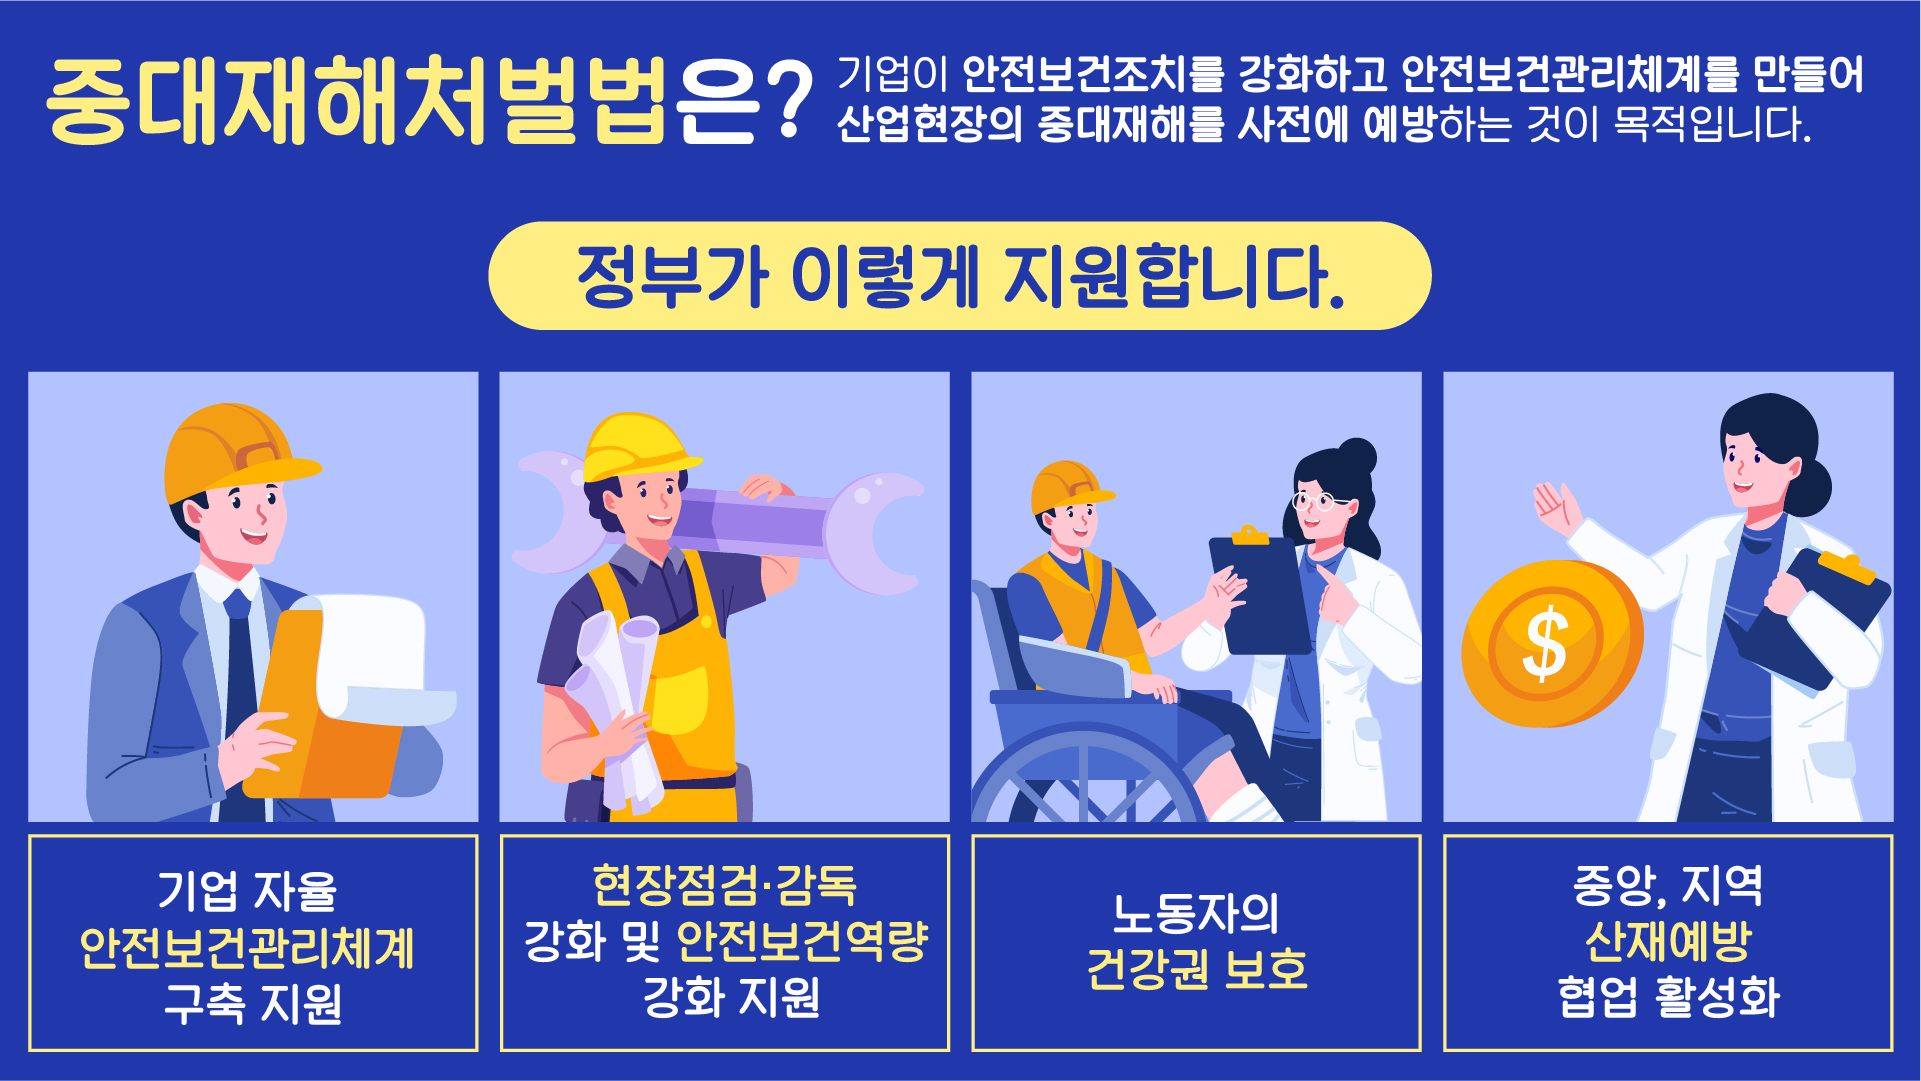 중대재해처벌법은?
기업이 안전보건조치를 강화하고 안전보건관리체계를 만들어
산업현장의 중대재해를 사전에 예방하는 것이 목적입니다.
정부가 이렇게 지원합니다.
$
기업 자율
안전보건관리체계
구축 지원
현장점검·감독
강화 및 안전보건역량
강화 지원
노동자의
건강권 보호
중앙, 지역
산재예방
협업 활성화